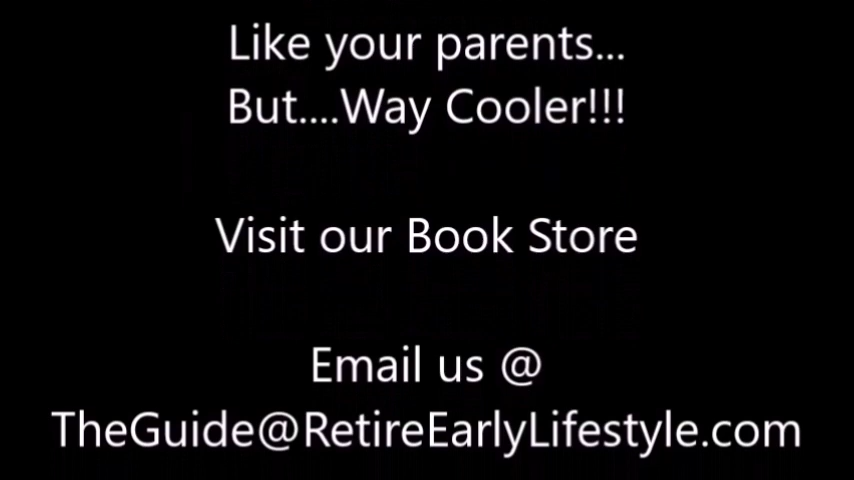 Like your parents...
But....Way Cooler!!!
Visit our Book Store
Email us @
TheGuide@RetireEarlyLifestyle.com